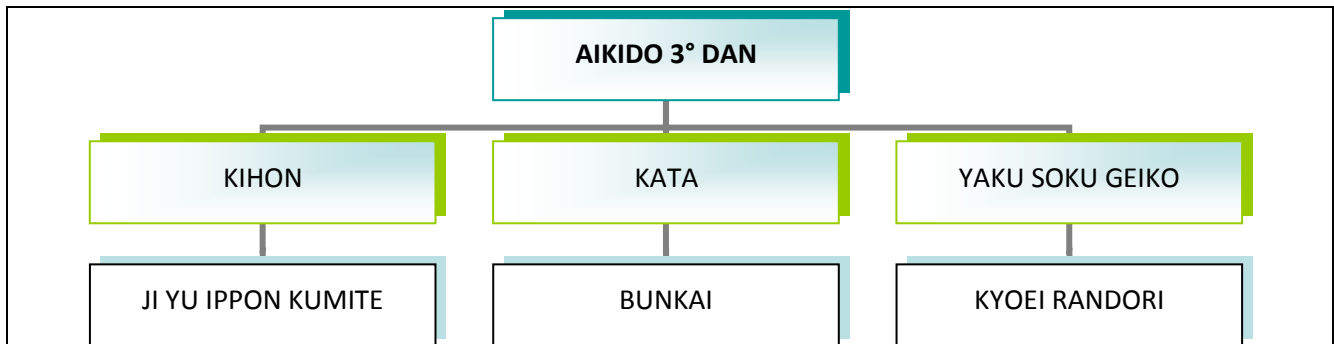 AIKIDO 3° DAN
KIHON
KATA
YAKU SOKU GEIKO
JI YU IPPON KUMITE
BUNKAI
KYOEI RANDORI